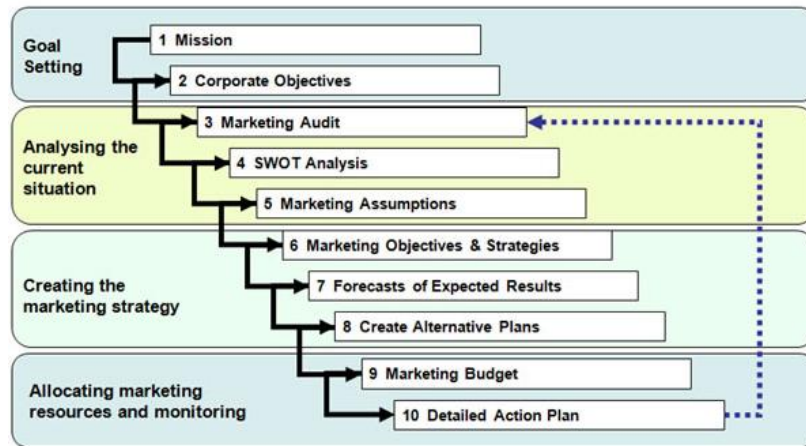 Goal
Setting
1 Mission
2 Corporate Objectives
Analysing the
current
situation
3 Marketing Audit
4 SWOT Analysis
5 Marketing Assumptions
Creating the
marketing strategy
6 Marketing Objectives & Strategies
7 Forecasts of Expected Results
8 Create Alternative Plans
Allocating marketing
resources and monitoring
9 Marketing Budget
10 Detailed Action Plan